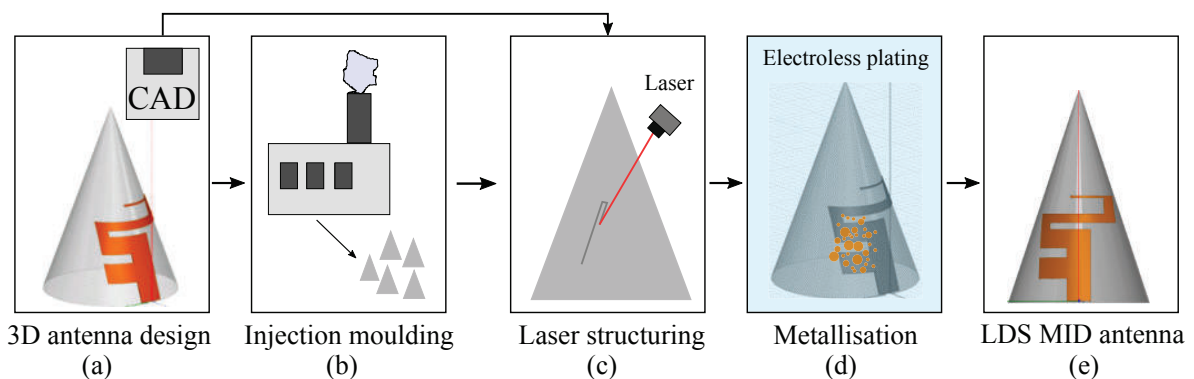 CAD
Laser
Electroless plating
3D antenna design
(a)
Injection moulding
(b)
Laser structuring
(c)
Metallisation
(d)
LDS MID antenna
(e)